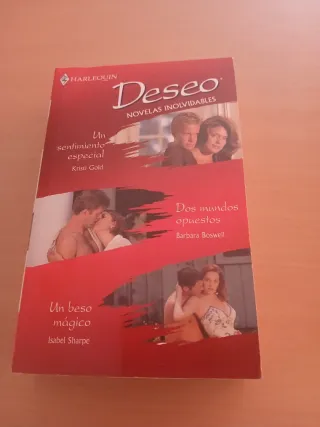 HARLEQUIN
Deseo
NOVELAS INOLVIDABLES
Un
sentimiento
especial
Kristi Gold
Dos mundos
opuestos
Barbara Boswell
Un beso
mágico
Isabel Sharpe